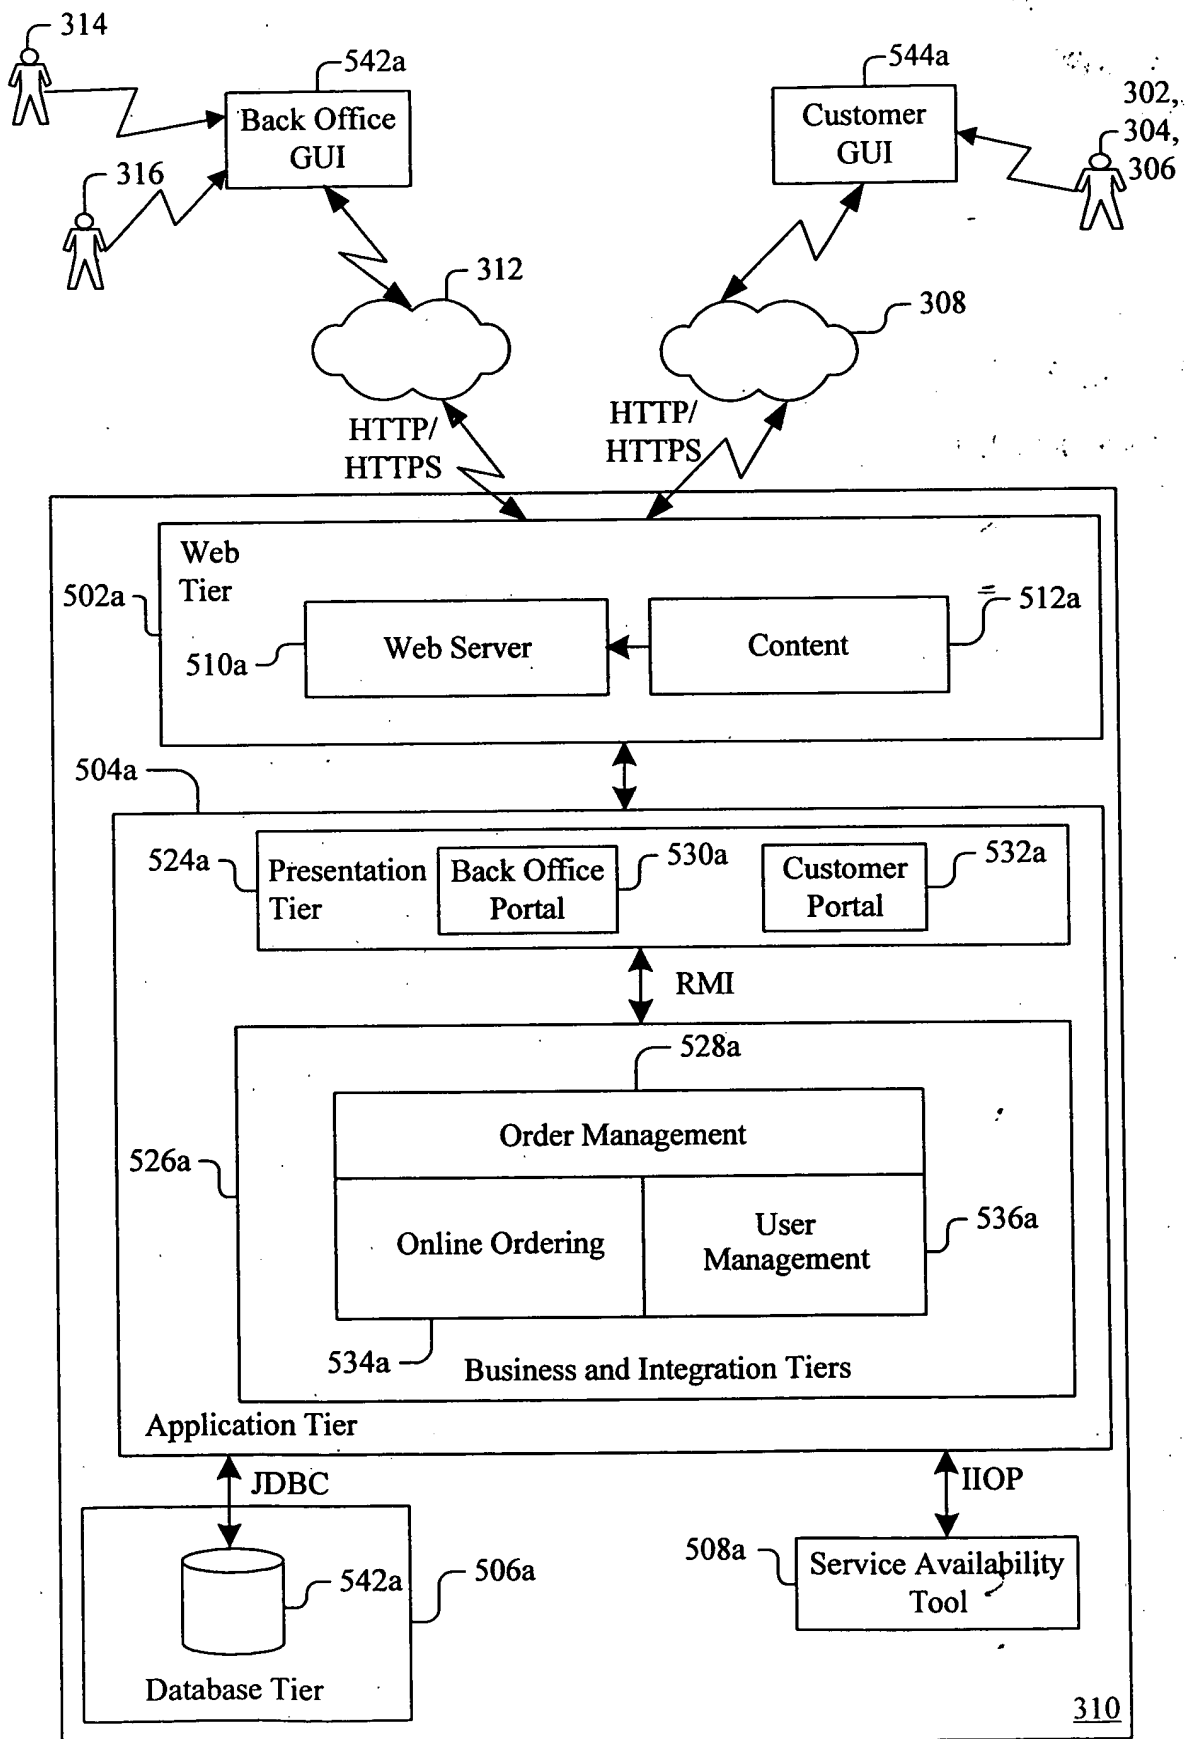 314
542a
544a
302,
304,
306
Back Office
GUI
Customer
GUI
316
312
308
HTTP/
HTTPS
HTTP/
HTTPS
Web
Tier
502a
512a
510a
Web Server
Content
504a
524a
Presentation
Tier
Back Office
Portal
530a
Customer
Portal
532a
RMI
528a
Order Management
526a
Online Ordering
User
Management
536a
534a
Business and Integration Tiers
Application Tier
JDBC
IIOP
542a
506a
508a
Service Availability
Tool
Database Tier
310